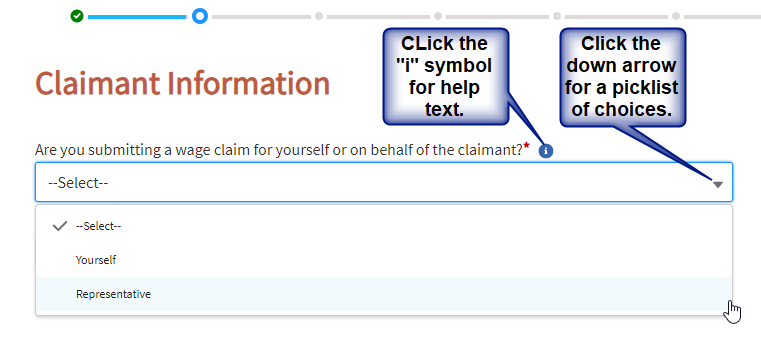 CLick the
"i" symbol
for help
text.
Click the
down arrow
for a picklist
of choices.
Claimant Information
Are you submitting a wage claim for yourself or on behalf of the claimant?* i
--Select--
--Select--
Yourself
Representative